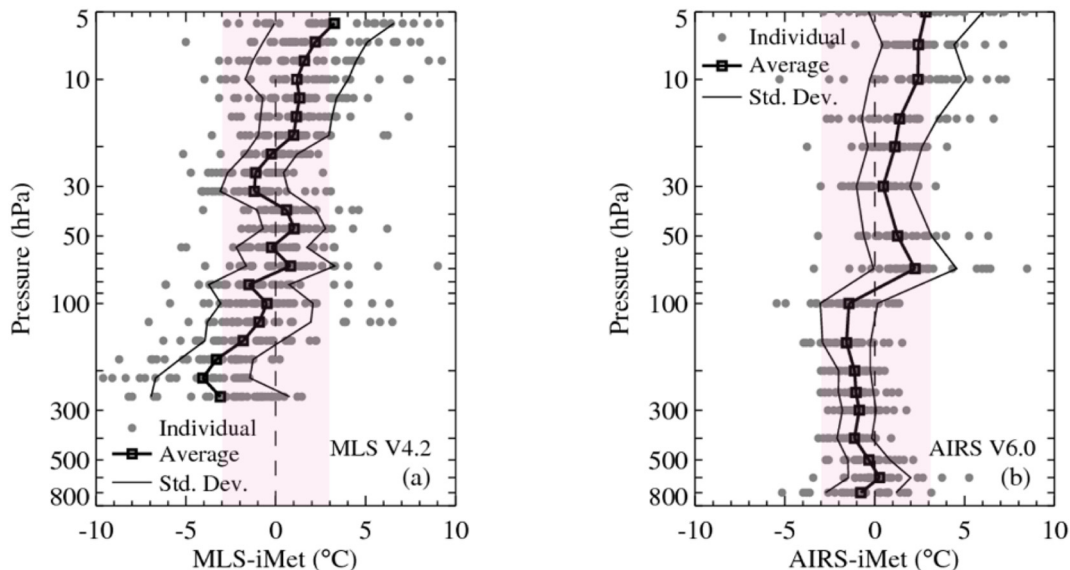 5
10
30
50
100
300
500
800
Pressure (hPa)
Individual
Average
Std. Dev.
MLS V4.2
(a)
-10 -5 0 5 10
MLS-iMet (°C)
5
10
30
50
100
300
500
800
Pressure (hPa)
Individual
Average
Std. Dev.
AIRS V6.0
(b)
-10 -5 0 5 10
AIRS-iMet (°C)